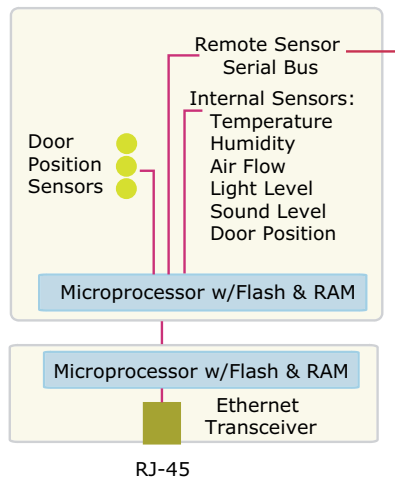 Remote Sensor
Serial Bus
Internal Sensors:
Temperature
Humidity
Air Flow
Light Level
Sound Level
Door Position
Door
Position
Sensors
Microprocessor w/Flash & RAM
Microprocessor w/Flash & RAM
Ethernet
Transceiver
RJ-45